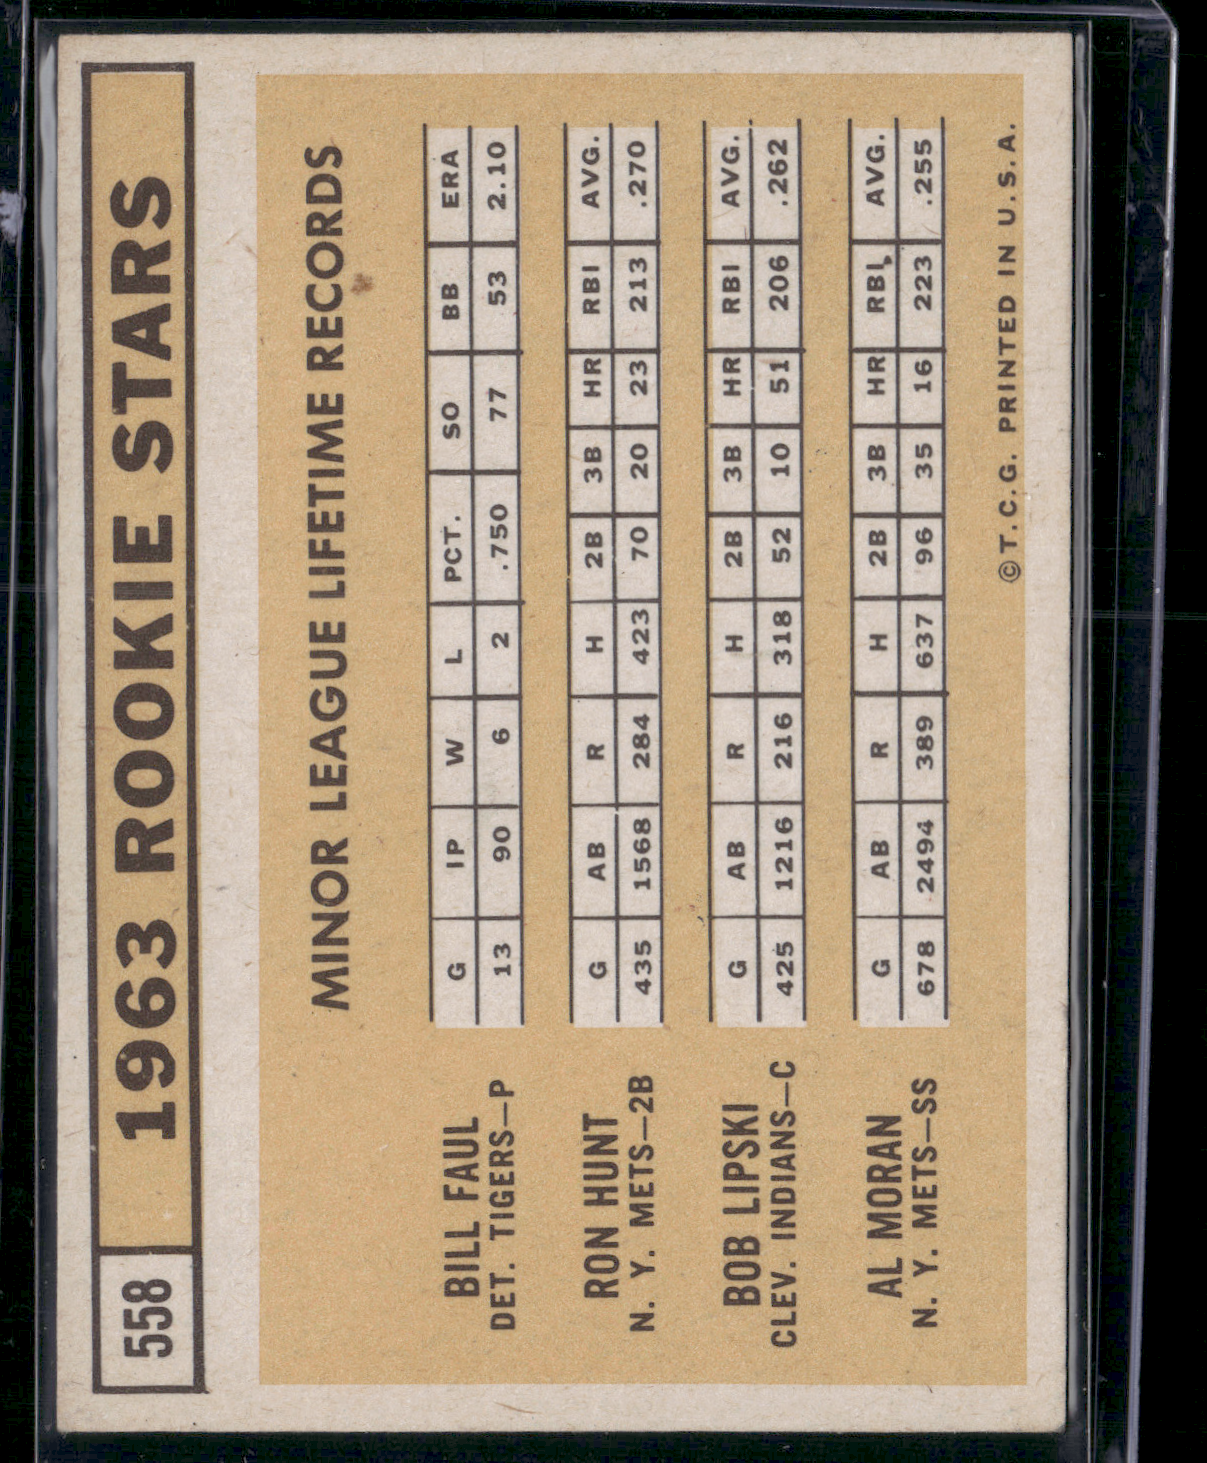 558 1963 ROOKIE STARS
MINOR LEAGUE LIFETIME RECORDS
BILL FAUL
DET. TIGERS—P
G IP W L PCT. SO BB ERA
13 90 6 2 .750 77 53 2.10
RON HUNT
N. Y. METS—2B
G AB R H 2B 3B HR RBI AVG.
435 1568 284 423 70 20 23 213 .270
BOB LIPSKI
CLEV. INDIANS—C
G AB R H 2B 3B HR RBI AVG.
425 1216 216 318 52 10 51 206 .262
AL MORAN
N. Y. METS—SS
G AB R H 2B 3B HR RBI AVG.
678 2494 389 637 96 35 16 223 .255
©T.C.G. PRINTED IN U.S.A.